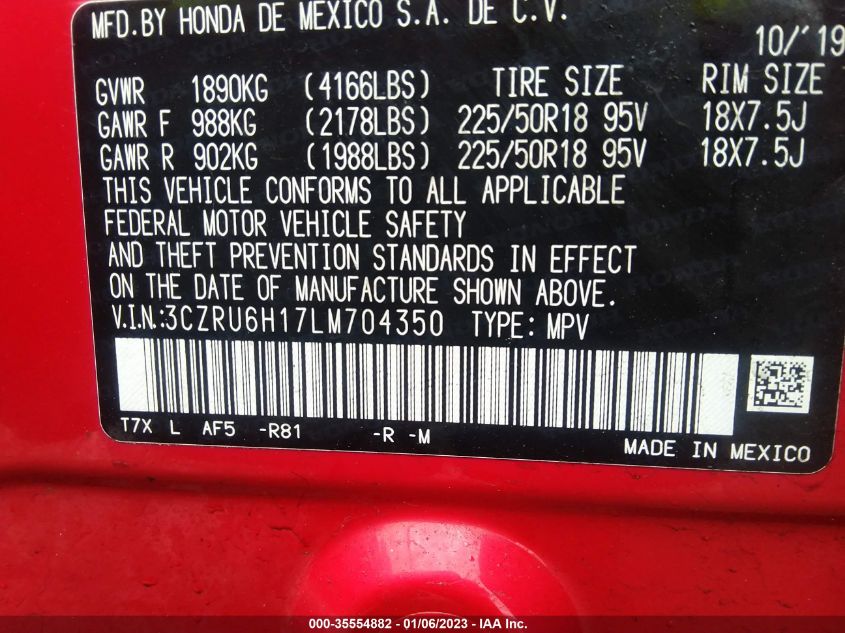 MFD.BY HONDA DE MEXICO S.A. DE C.V.
10/'19
GVWR 1890KG (4166LBS) TIRE SIZE RIM SIZE
GAWR F 988KG (2178LBS) 225/50R18 95V 18X7.5J
GAWR R 902KG (1988LBS) 225/50R18 95V 18X7.5J
THIS VEHICLE CONFORMS TO ALL APPLICABLE
FEDERAL MOTOR VEHICLE SAFETY
AND THEFT PREVENTION STANDARDS IN EFFECT
ON THE DATE OF MANUFACTURE SHOWN ABOVE.
V.I.N.:3CZRU6H17LM704350 TYPE: MPV
T7X L AF5 -R81 -R -M
MADE IN MEXICO
000-35554882 - 01/06/2023 - IAA Inc.